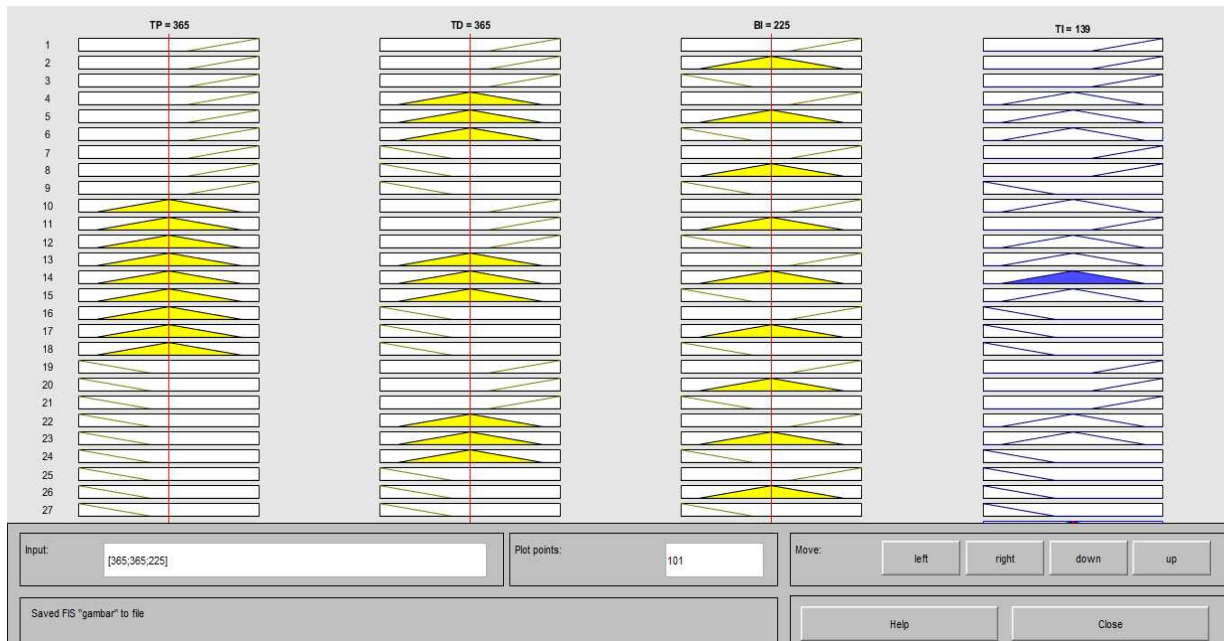 TP = 365
TD = 365
BI = 225
TI = 139
1
2
3
4
5
6
7
8
9
10
11
12
13
14
15
16
17
18
19
20
21
22
23
24
25
26
27
Input:
[365;365;225]
Plot points:
101
Move:
left
right
down
up
Saved FIS "gambar" to file
Help
Close